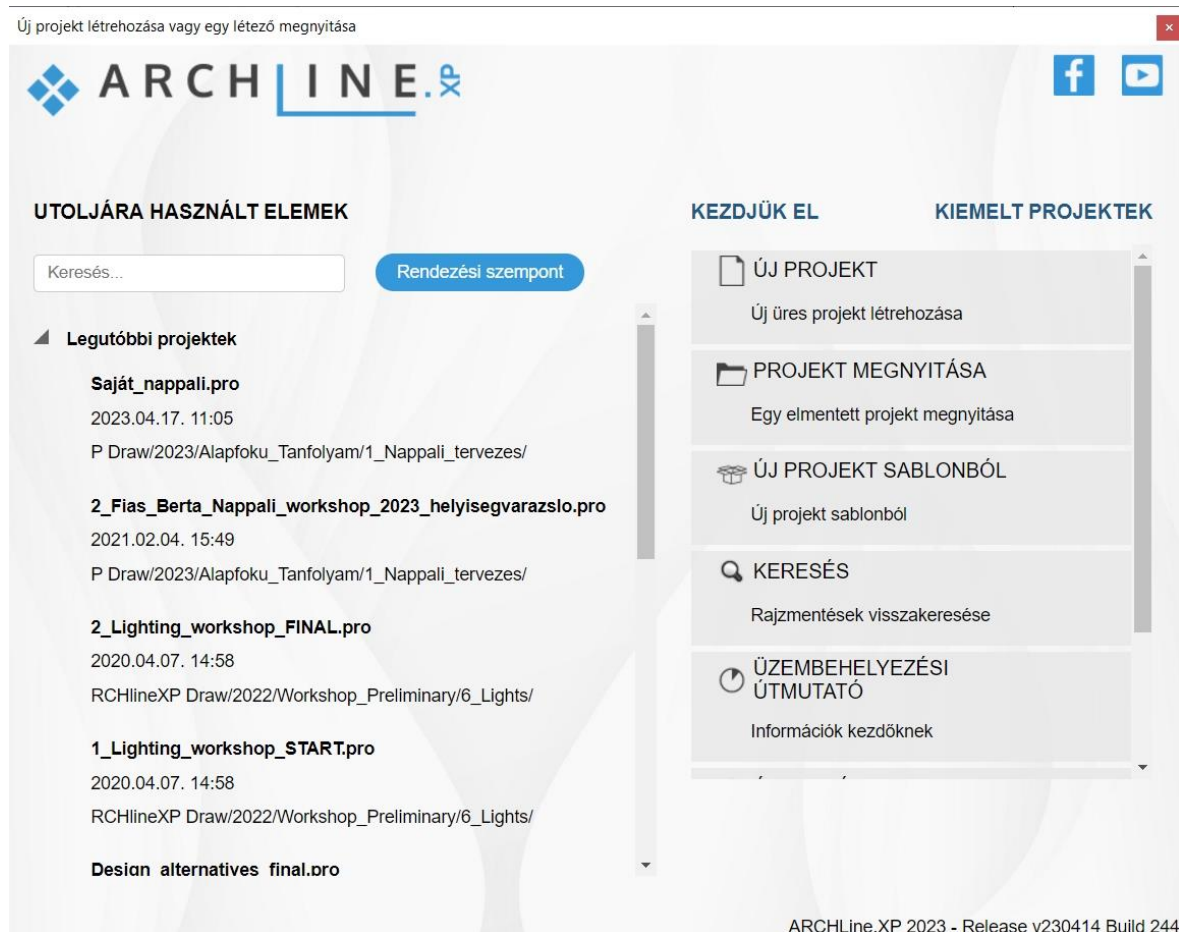 Új projekt létrehozása vagy egy létező megnyitása
ARCHLINE.XP
UTOLJÁRA HASZNÁLT ELEMEK
Keresés...
Rendezési szempont
Legutóbbi projektek
Saját_nappali.pro
2023.04.17. 11:05
P Draw/2023/Alapfoku_Tanfolyam/1_Nappali_tervezes/
2_Fias_Berta_Nappali_workshop_2023_helyisegvarazslo.pro
2021.02.04. 15:49
P Draw/2023/Alapfoku_Tanfolyam/1_Nappali_tervezes/
2_Lighting_workshop_FINAL.pro
2020.04.07. 14:58
RCHlineXP Draw/2022/Workshop_Preliminary/6_Lights/
1_Lighting_workshop_START.pro
2020.04.07. 14:58
RCHlineXP Draw/2022/Workshop_Preliminary/6_Lights/
Design_alternatives_final.pro
KEZDJÜK EL
KIEMELT PROJEKTEK
ÚJ PROJEKT
Új üres projekt létrehozása
PROJEKT MEGNYITÁSA
Egy elmentett projekt megnyitása
ÚJ PROJEKT SABLONBÓL
Új projekt sablonból
KERESÉS
Rajzmentések visszakeresése
ÜZEMBEHELYEZÉSI
ÚTMUTATÓ
Információk kezdőknek
ARCHLine.XP 2023 - Release v230414 Build 244